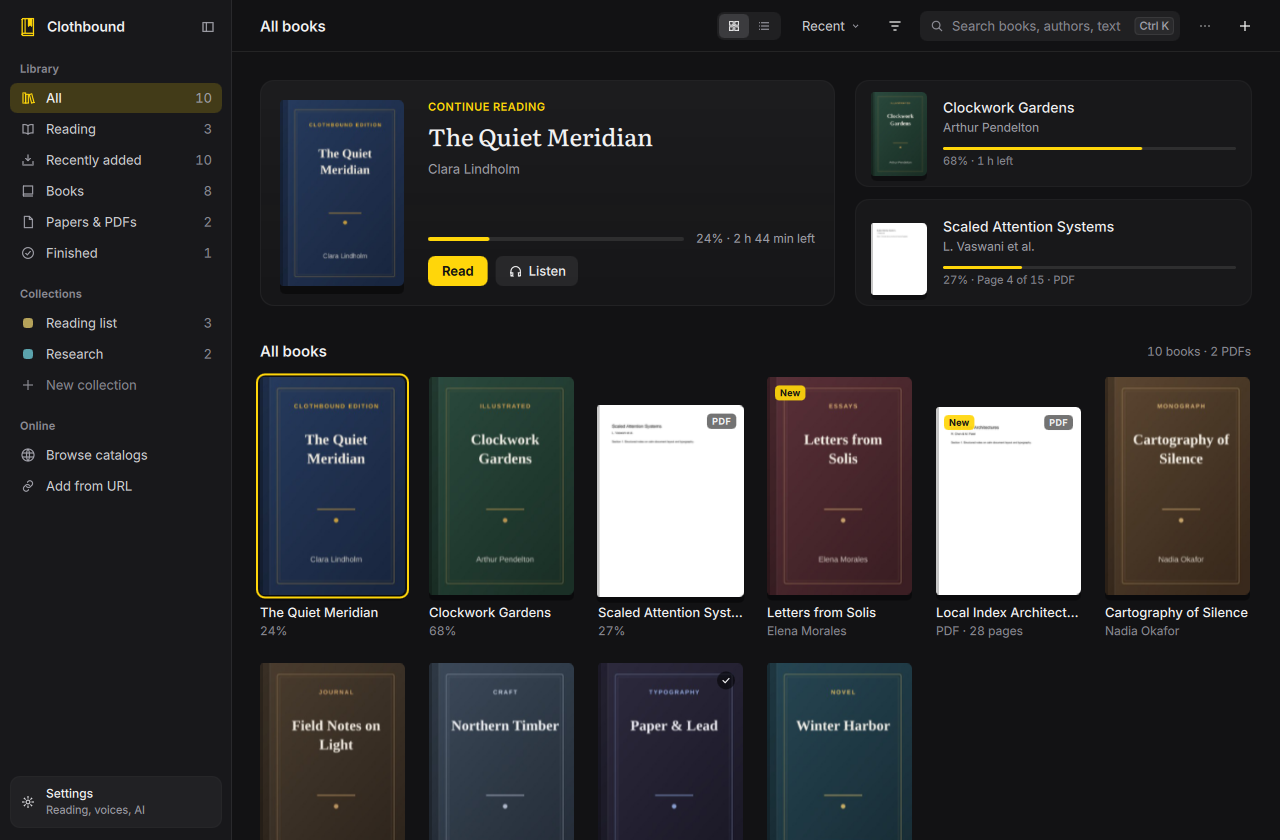 Clothbound
Library
All 10
Reading 3
Recently added 10
Books 8
Papers & PDFs 2
Finished 1
Collections
Reading list 3
Research 2
New collection
Online
Browse catalogs
Add from URL
Settings
Reading, voices, AI
All books
Recent
Search books, authors, text Ctrl K
CLOTHBOUND EDITION
The Quiet
Meridian
Clara Lindholm
CONTINUE READING
The Quiet Meridian
Clara Lindholm
24% · 2 h 44 min left
Read Listen
Clockwork
Gardens
Arthur Pendelton
Clockwork Gardens
Arthur Pendelton
68% · 1 h left
Scaled Attention Systems
L. Vaswani et al.
27% · Page 4 of 15 · PDF
All books 10 books · 2 PDFs
CLOTHBOUND EDITION
The Quiet
Meridian
Clara Lindholm
The Quiet Meridian
24%
ILLUSTRATED
Clockwork
Gardens
Arthur Pendelton
Clockwork Gardens
68%
PDF
Scaled Attention Systems
Scaled Attention Syst...
27%
New
ESSAYS
Letters from
Solis
Elena Morales
Letters from Solis
Elena Morales
New PDF
Local Index Architect...
PDF · 28 pages
MONOGRAPH
Cartography of
Silence
Nadia Okafor
Cartography of Silence
Nadia Okafor
JOURNAL
Field Notes on
Light
CRAFT
Northern Timber
TYPOGRAPHY
Paper & Lead
NOVEL
Winter Harbor